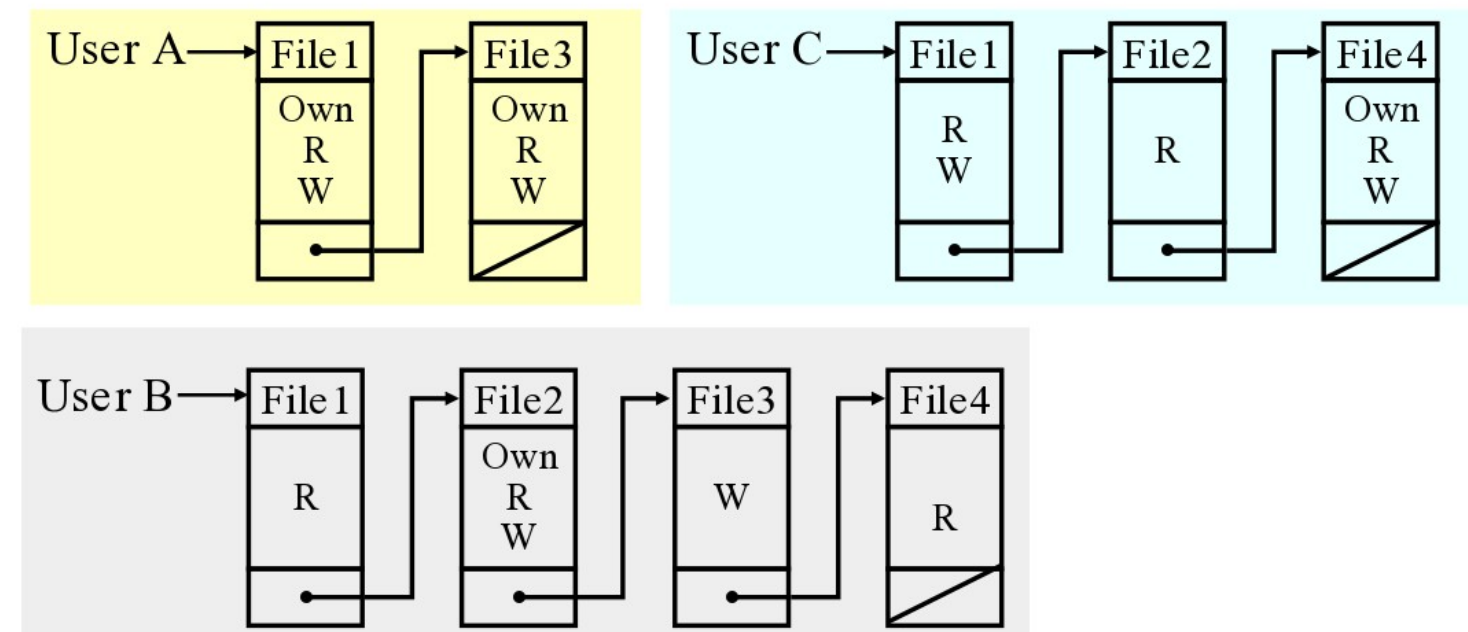 User A
File1
Own
R
W
File3
Own
R
W
User C
File1
R
W
File2
R
File4
Own
R
W
User B
File1
R
File2
Own
R
W
File3
W
File4
R